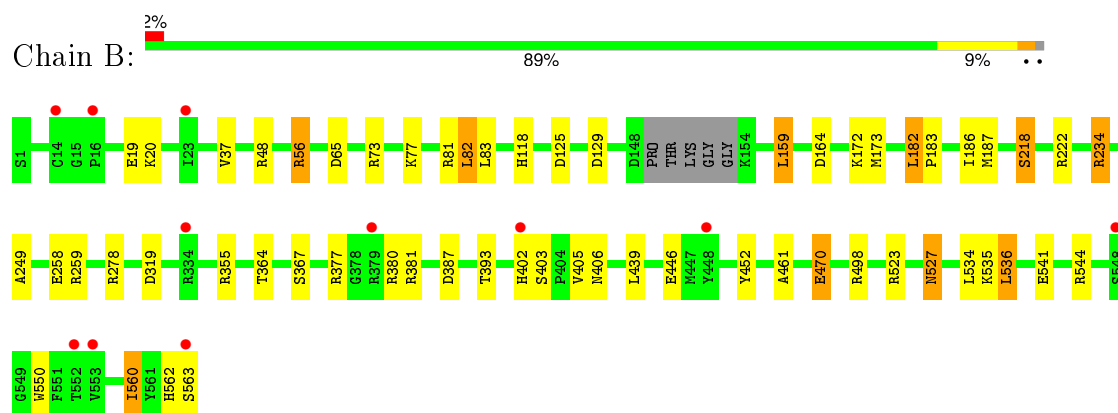 2%
Chain B:
89% 9% • •
S1 G14 G15 P16 E19 K20 I23 V37 R48 R56 D65 R73 K77 R81 L82 L83 H118 D125 D129 D148 PRO THR LYS GLY GLY K154 L159 D164 K172 M173 L182 P183 I186 M187 S218 R222 R234
A249 E258 R259 R278 D319 R334 R355 T364 S367 R377 G378 R379 R380 R381 D387 T393 H402 S403 P404 V405 N406 L439 E446 M447 Y448 Y452 A461 E470 R498 R523 N527 L534 K535 L536 E541 R544 S548
G549 W550 F551 T552 V553 I560 Y561 H562 S563